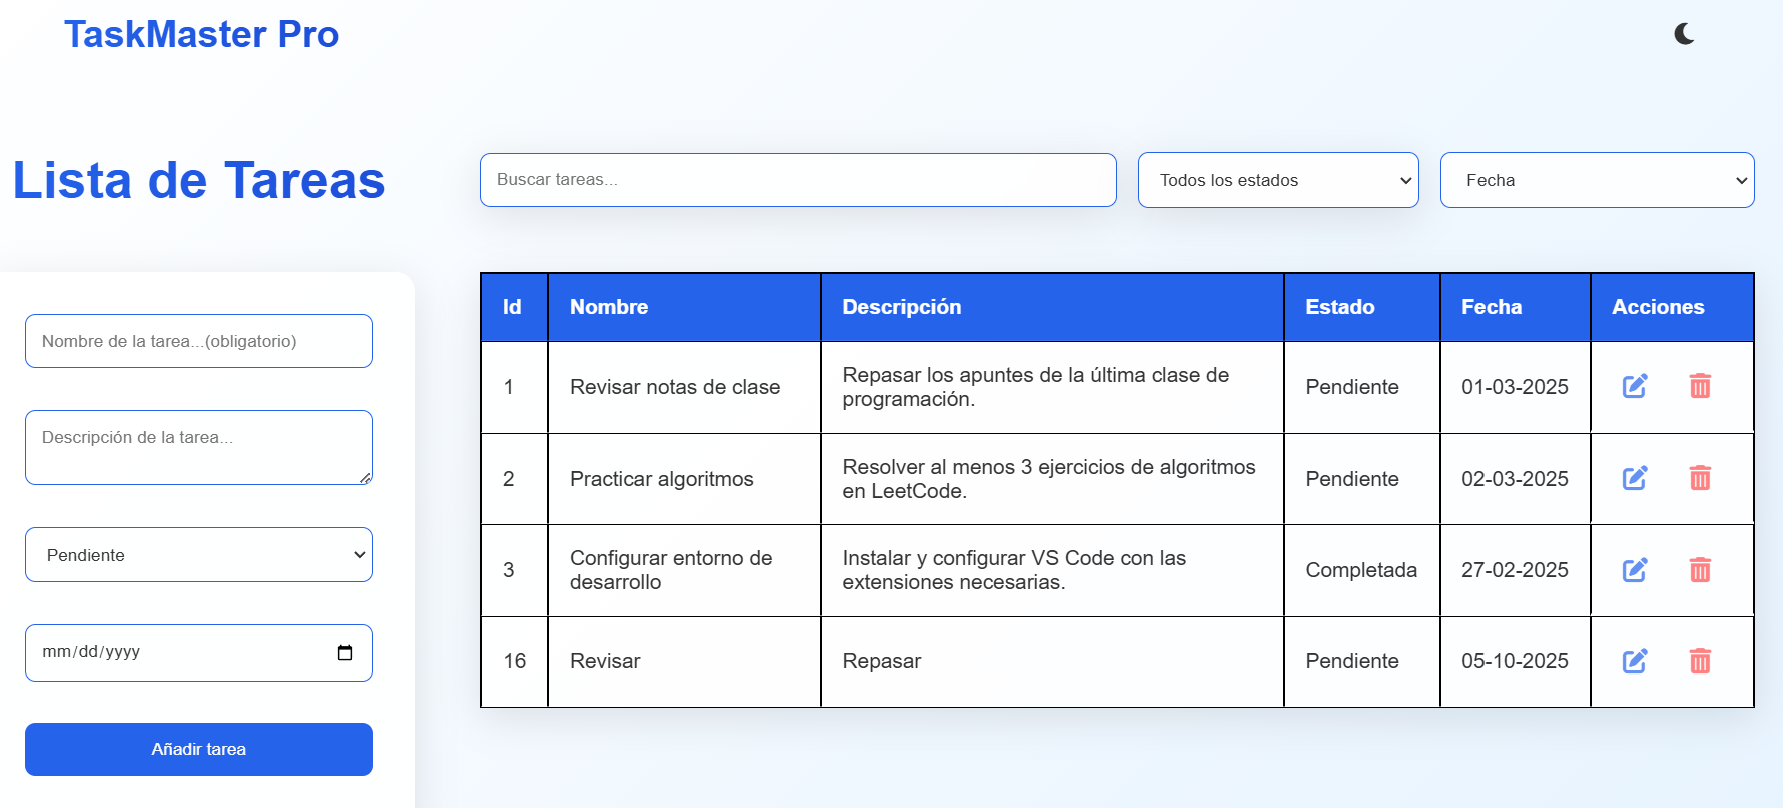 TaskMaster Pro
Lista de Tareas
Buscar tareas...
Todos los estados
Fecha
Nombre de la tarea...(obligatorio)
Descripción de la tarea...
Pendiente
mm/dd/yyyy
Añadir tarea
Id Nombre Descripción Estado Fecha Acciones
1 Revisar notas de clase Repasar los apuntes de la última clase de
programación. Pendiente 01-03-2025
2 Practicar algoritmos Resolver al menos 3 ejercicios de algoritmos
en LeetCode. Pendiente 02-03-2025
3 Configurar entorno de
desarrollo Instalar y configurar VS Code con las
extensiones necesarias. Completada 27-02-2025
16 Revisar Repasar Pendiente 05-10-2025